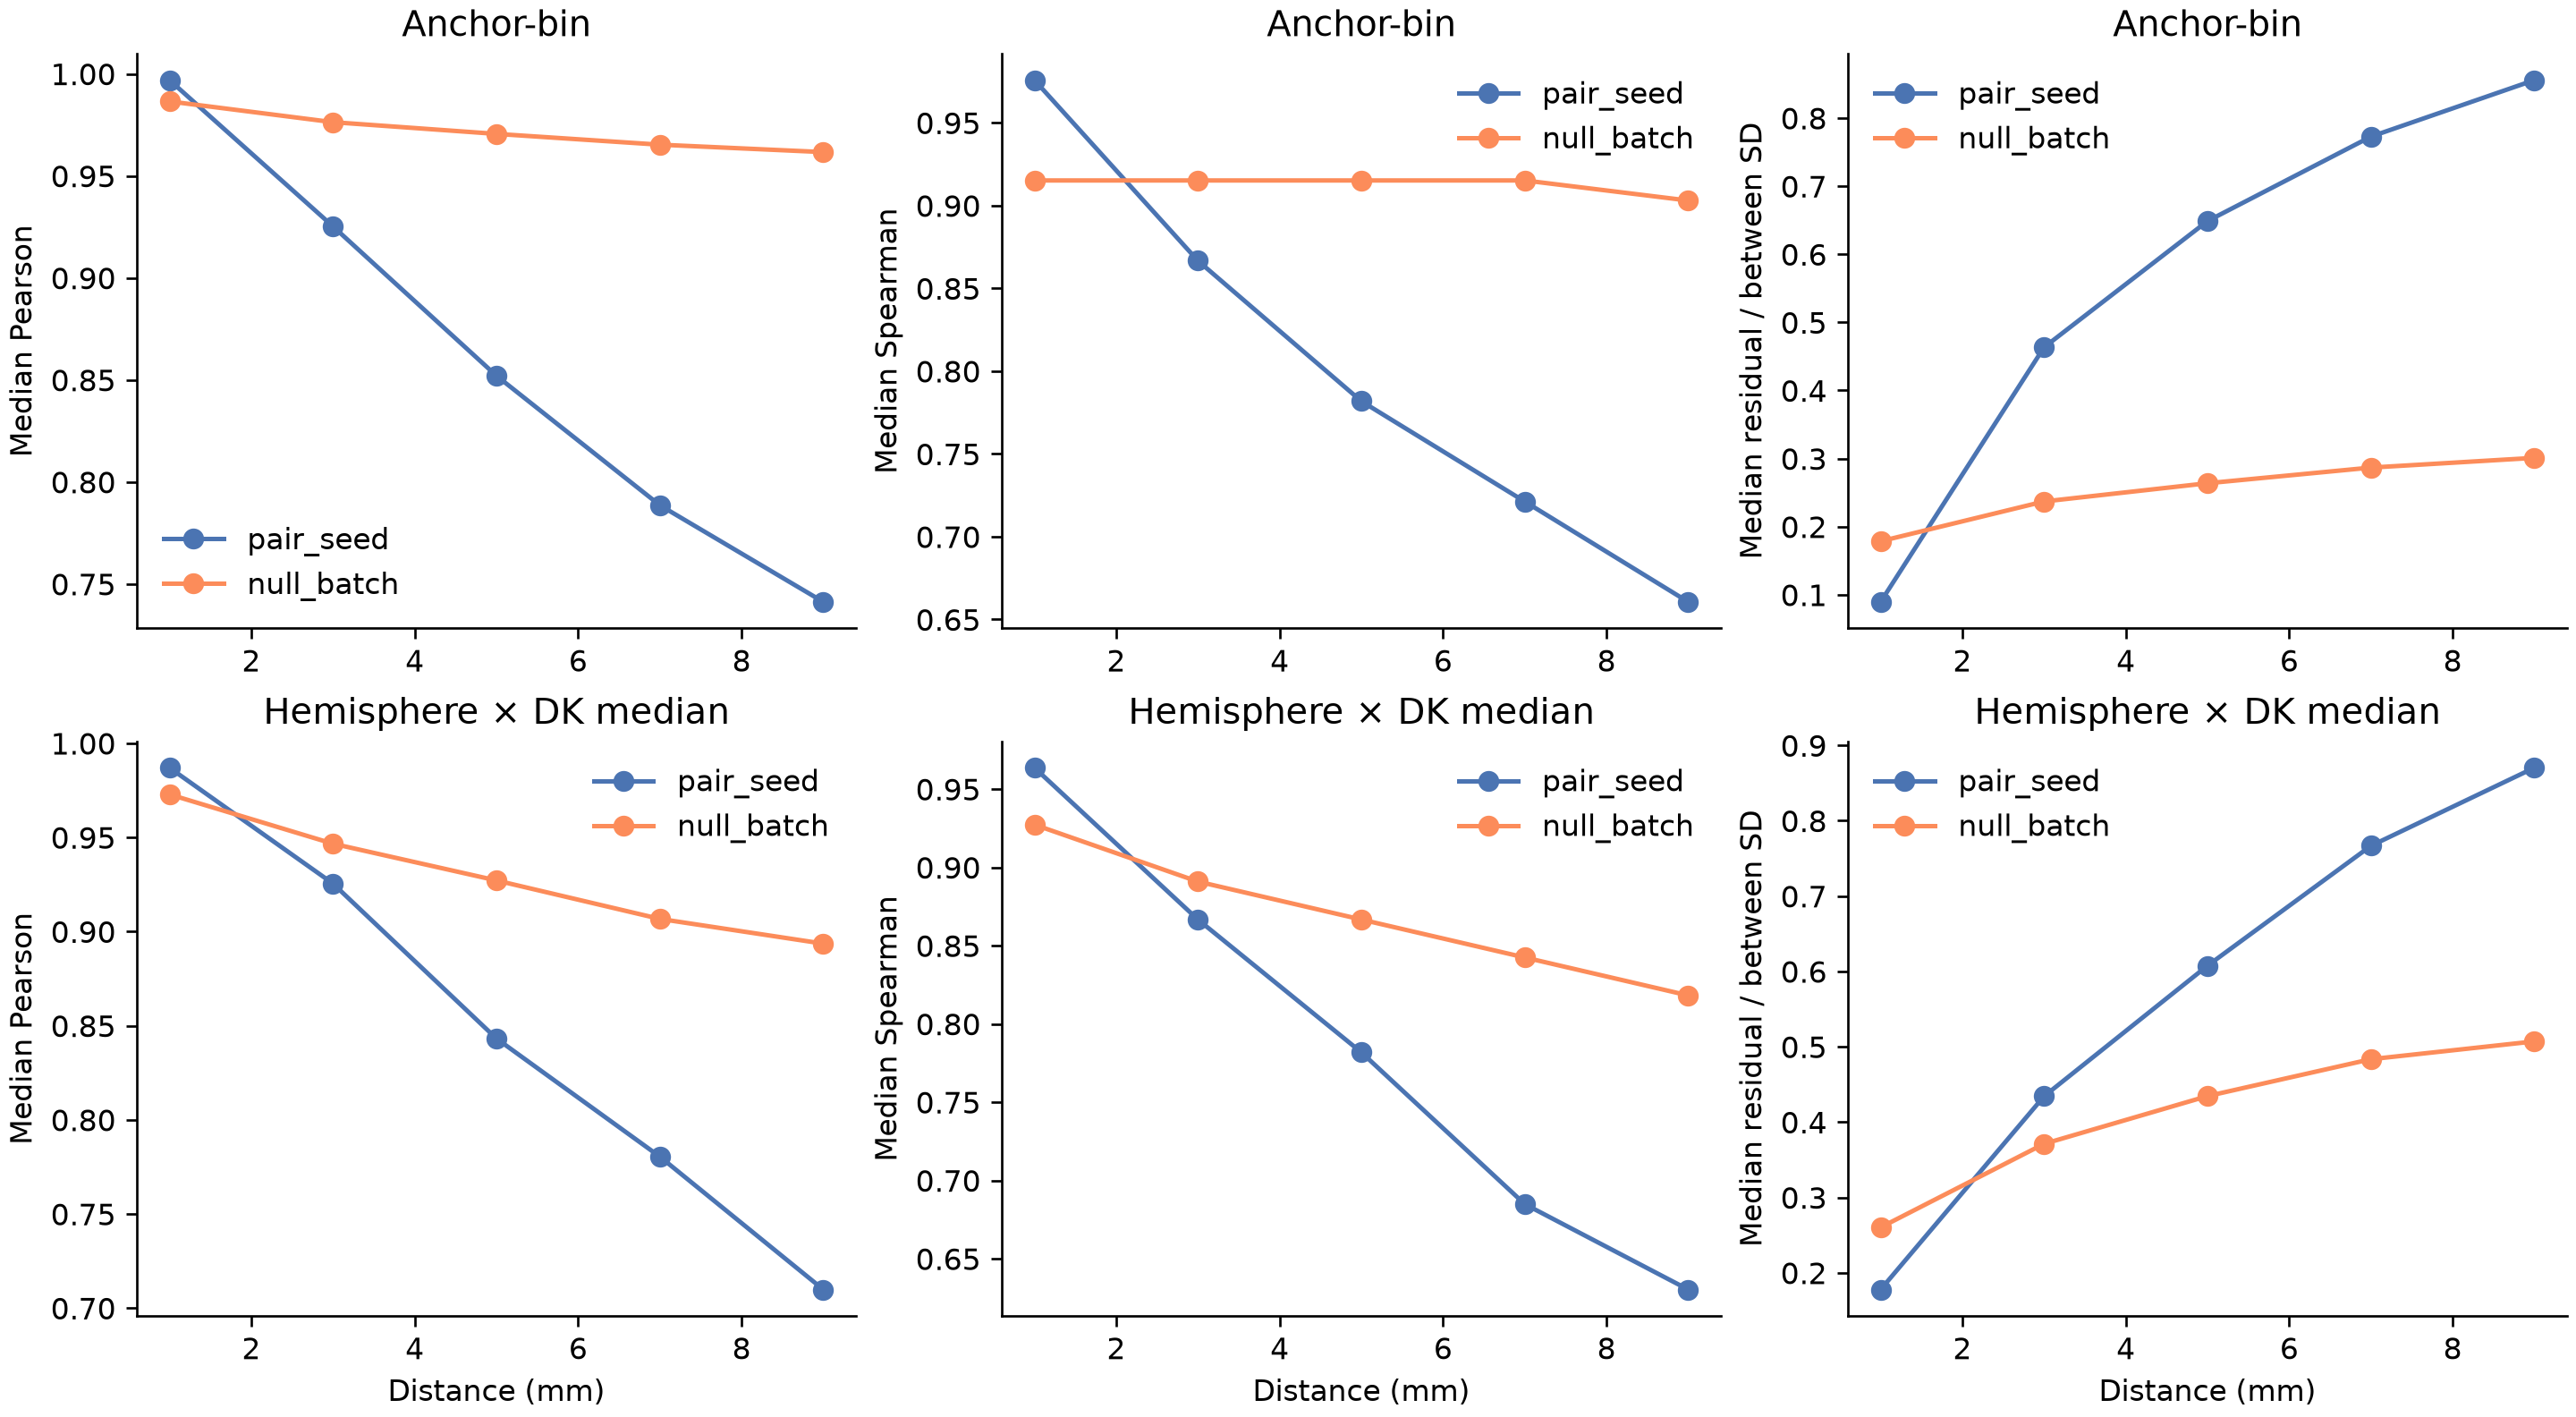 Anchor-bin
Median Pearson
1.00
0.95
0.90
0.85
0.80
0.75
pair_seed
null_batch
2
4
6
8
Anchor-bin
Median Spearman
0.95
0.90
0.85
0.80
0.75
0.70
0.65
pair_seed
null_batch
2
4
6
8
Anchor-bin
Median residual / between SD
0.8
0.7
0.6
0.5
0.4
0.3
0.2
0.1
pair_seed
null_batch
2
4
6
8
Hemisphere × DK median
Median Pearson
1.00
0.95
0.90
0.85
0.80
0.75
0.70
pair_seed
null_batch
2
4
6
8
Distance (mm)
Hemisphere × DK median
Median Spearman
0.95
0.90
0.85
0.80
0.75
0.70
0.65
pair_seed
null_batch
2
4
6
8
Distance (mm)
Hemisphere × DK median
Median residual / between SD
0.9
0.8
0.7
0.6
0.5
0.4
0.3
0.2
pair_seed
null_batch
2
4
6
8
Distance (mm)